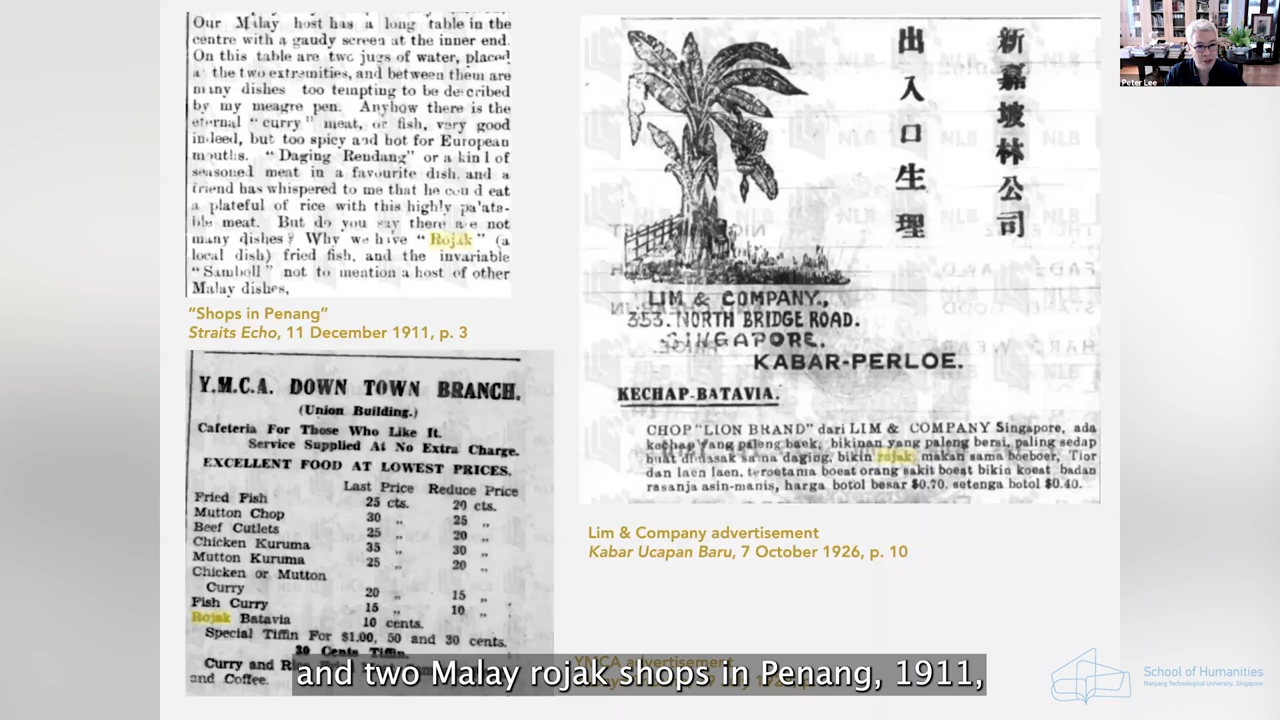 Our Malay host has a long table in the
centre with a gaudy screen at the inner end.
On this table are two jugs of water, placed
a the two extremities, and between them are
many dishes too tempting to be described
by my meagre pen. Anyhow there is the
eternal "curry" meat, or fish, very good
indeed, but too spicy and hot for European
mouths. "Daging Rendang" or a kind of
seasoned meat in a favourite dish, and a
friend has whispered to me that he could eat
a plateful of rice with this highly pa'ata-
ble meat. But do you say there are not
many dishes? Why we have "Rojak" (a
local dish) fried fish, and the invariable
"Samboll" not to mention a host of other
Malay dishes,
"Shops in Penang"
Straits Echo, 11 December 1911, p. 3
Y.M.C.A. DOWN TOWN BRANCH.
(Union Building.)
Cafeteria For Those Who Like It.
Service Supplied At No Extra Charge.
EXCELLENT FOOD AT LOWEST PRICES.
Last Price Reduce Price
Fried Fish 25 cts. 20 cts.
Mutton Chop 30 „ 25 „
Beef Cutlets 25 „ 20 „
Chicken Kuruma 35 „ 30 „
Mutton Kuruma 25 „ 20 „
Chicken or Mutton
Curry 20 „ 15 „
Fish Curry 15 „ 10 „
Rojak Batavia 10 cents.
Special Tiffin For $1.00, 50 and 30 cents.
30 Cents Tiffin.
Curry and
and Coffee.
新嘉坡林公司
出入口生理
LIM & COMPANY.,
353. NORTH BRIDGE ROAD.
SINGAPORE.
KABAR-PERLOE.
KECHAP-BATAVIA.
CHOP "LION BRAND" dari LIM & COMPANY Singapore, ada
kechap yang paleng baek, bikinan yang paleng bersi, paling sedap
buat di masak sama daging, bikin rojak, makan sama boeboer, Tior
dan laen laen, teroetama boeat orang sakit boeat bikin koeat badan
rasanja asin-manis, harga botol besar $0.70, setenga botol $0.40.
Lim & Company advertisement
Kabar Ucapan Baru, 7 October 1926, p. 10
YMCA advertisement
and two Malay rojak shops in Penang, 1911,
Peter Lee
School of Humanities
Nanyang Technological University, Singapore